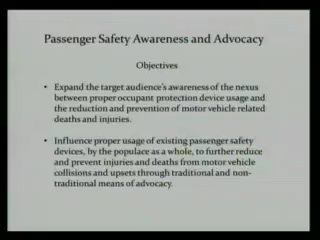 Passenger Safety Awareness and Advocacy
Objectives
• Expand the target audience's awareness of the nexus
between proper occupant protection device usage and
the reduction and prevention of motor vehicle related
deaths and injuries.
• Influence proper usage of existing passenger safety
devices, by the populace as a whole, to further reduce
and prevent injuries and deaths from motor vehicle
collisions and upsets through traditional and non-
traditional means of advocacy.